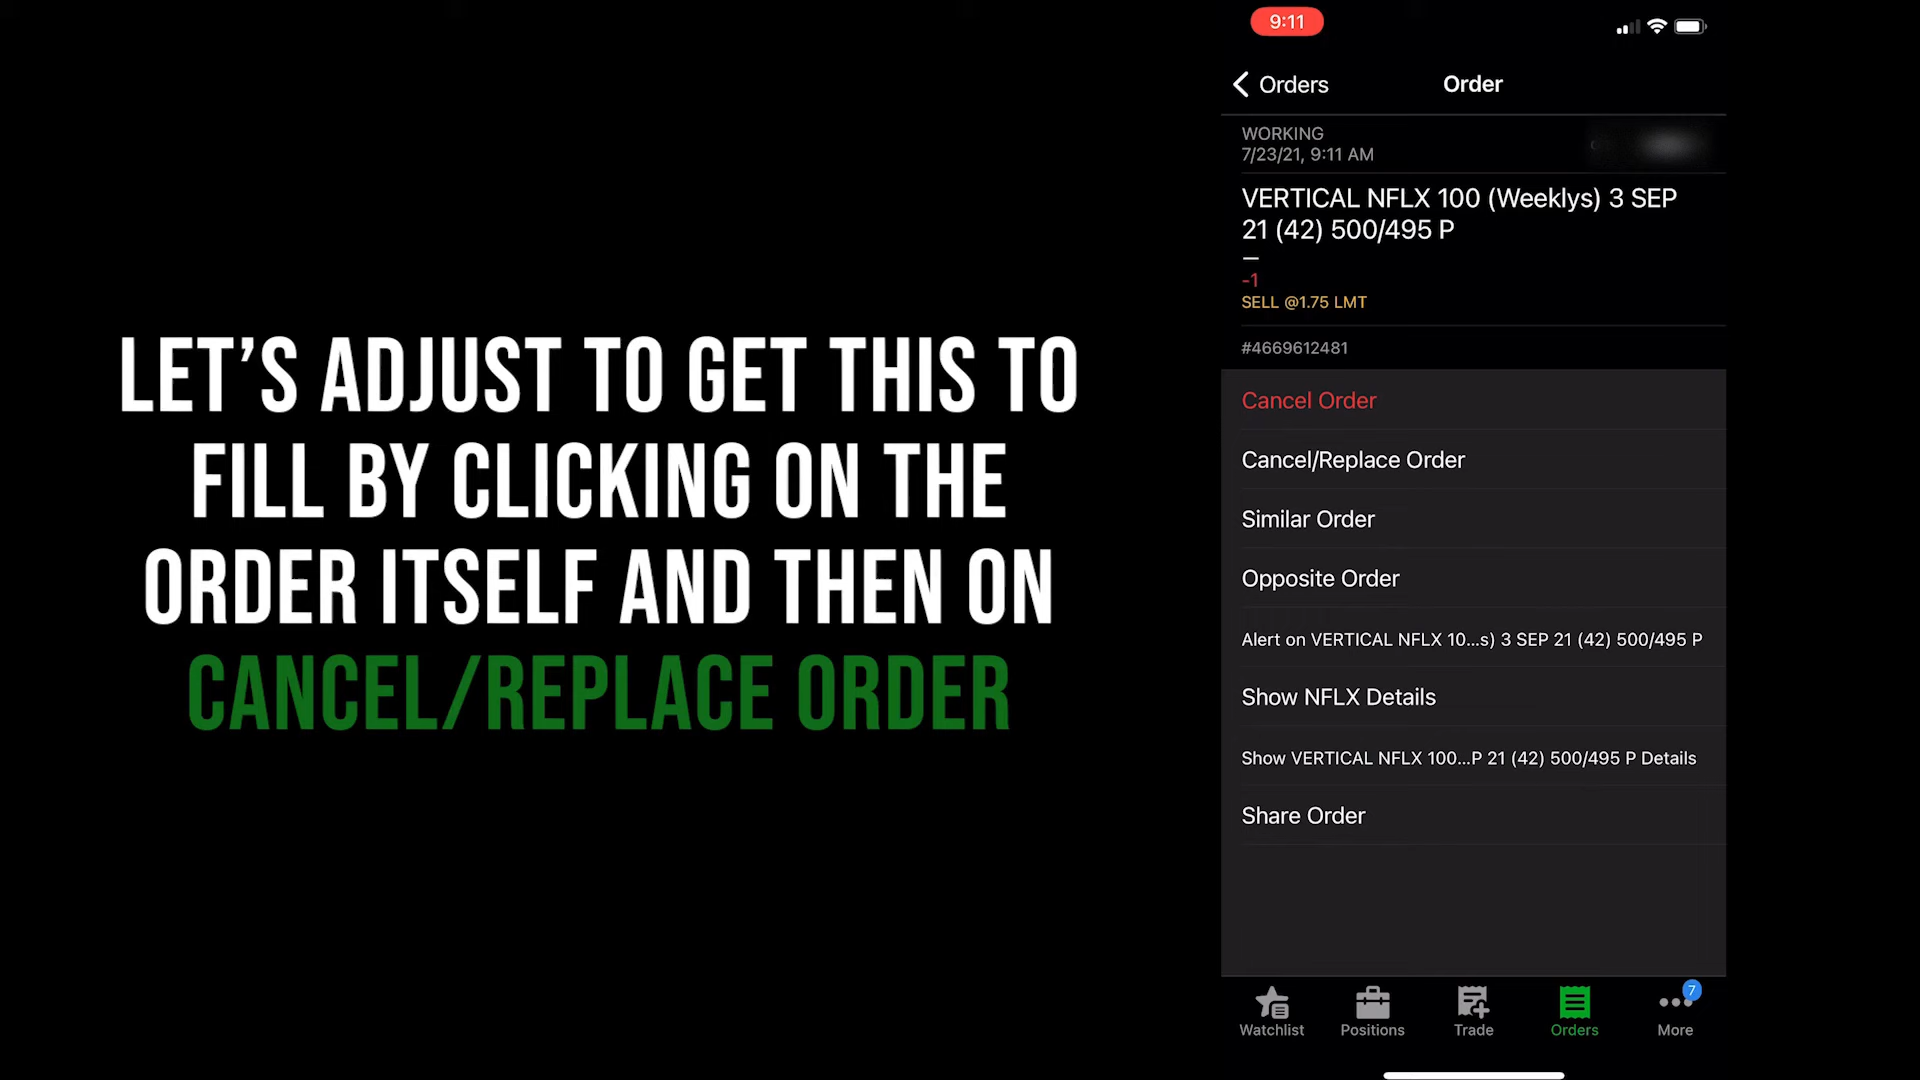 LET'S ADJUST TO GET THIS TO
FILL BY CLICKING ON THE
ORDER ITSELF AND THEN ON
CANCEL/REPLACE ORDER
9:11
Orders
Order
WORKING
7/23/21, 9:11 AM
VERTICAL NFLX 100 (Weeklys) 3 SEP
21 (42) 500/495 P
—
-1
SELL @1.75 LMT
#4669612481
Cancel Order
Cancel/Replace Order
Similar Order
Opposite Order
Alert on VERTICAL NFLX 10...s) 3 SEP 21 (42) 500/495 P
Show NFLX Details
Show VERTICAL NFLX 100...P 21 (42) 500/495 P Details
Share Order
7
Watchlist
Positions
Trade
Orders
More